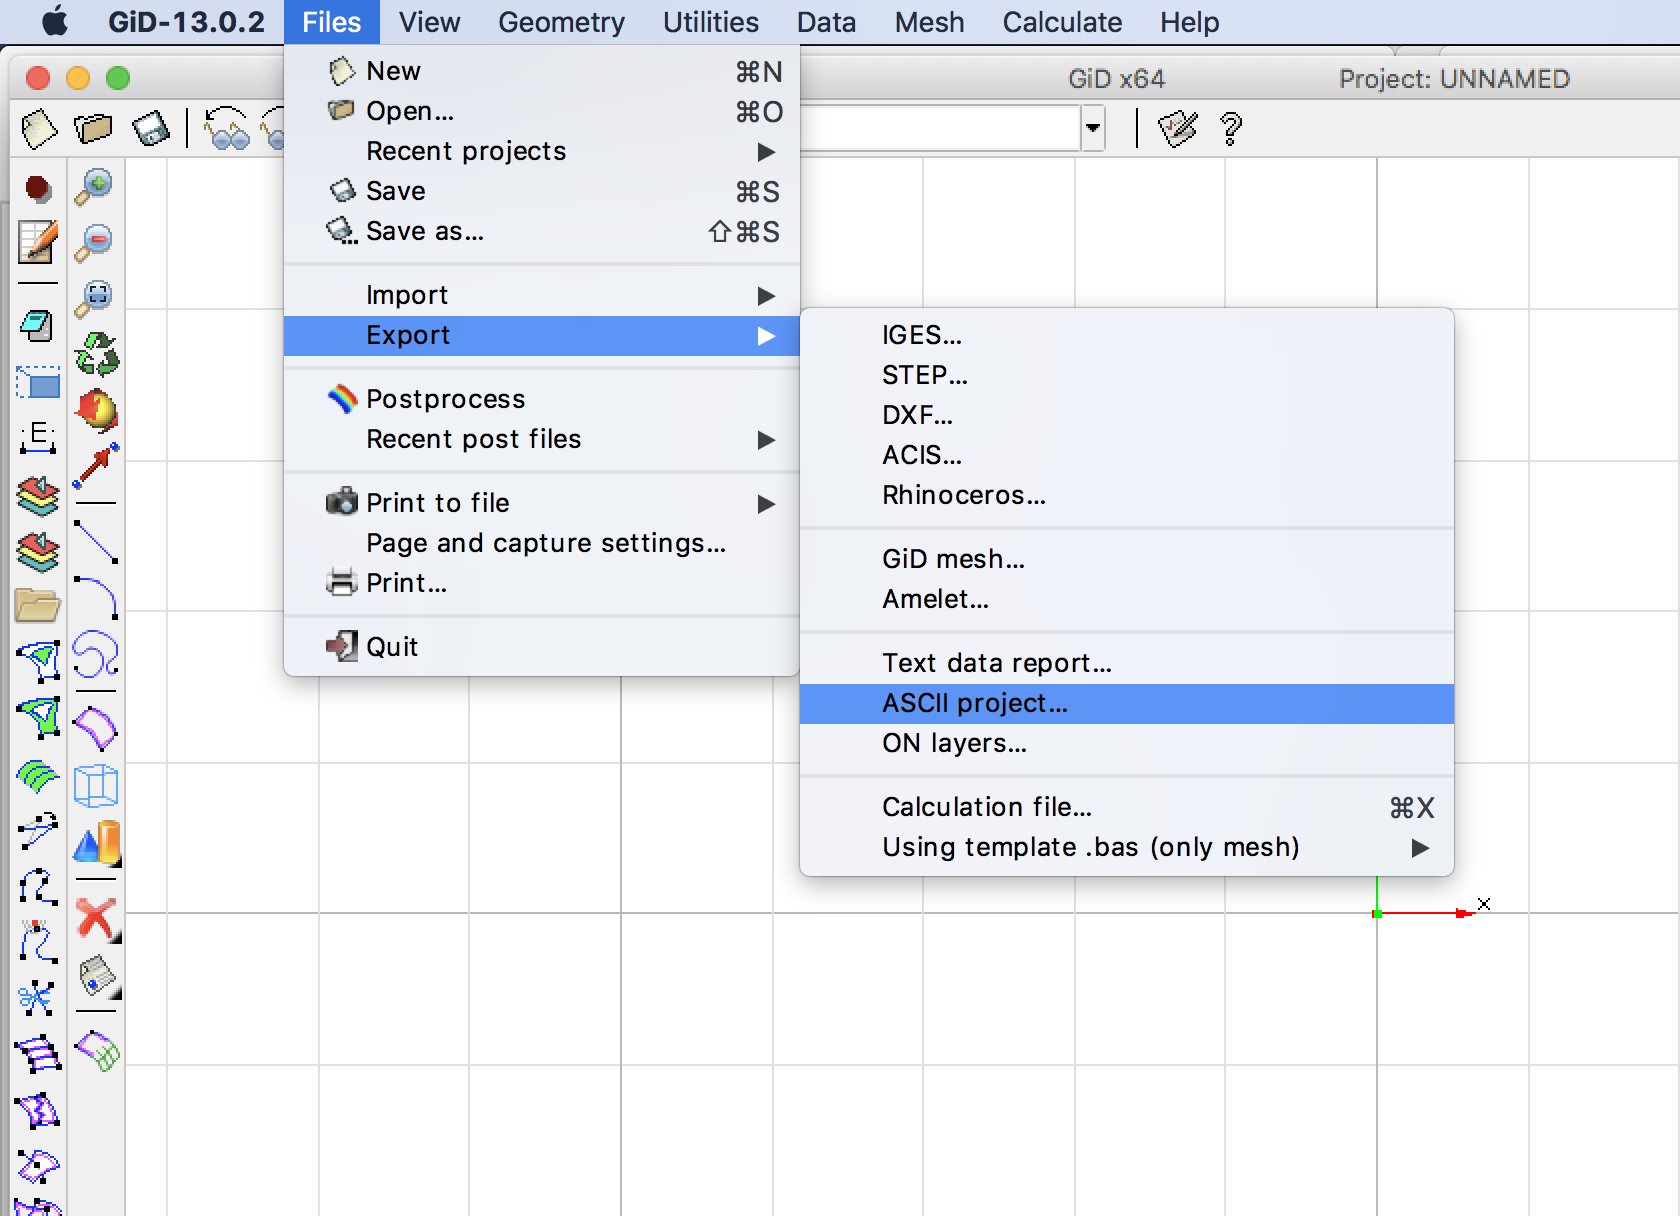 GiD-13.0.2 Files View Geometry Utilities Data Mesh Calculate Help
GiD x64 Project: UNNAMED
New ⌘N
Open... ⌘O
Recent projects ▶
Save ⌘S
Save as... ⇧⌘S
Import ▶
Export ▶
Postprocess
Recent post files ▶
Print to file ▶
Page and capture settings...
Print...
Quit
IGES...
STEP...
DXF...
ACIS...
Rhinoceros...
GiD mesh...
Amelet...
Text data report...
ASCII project...
ON layers...
Calculation file... ⌘X
Using template .bas (only mesh) ▶
?
.E.
x